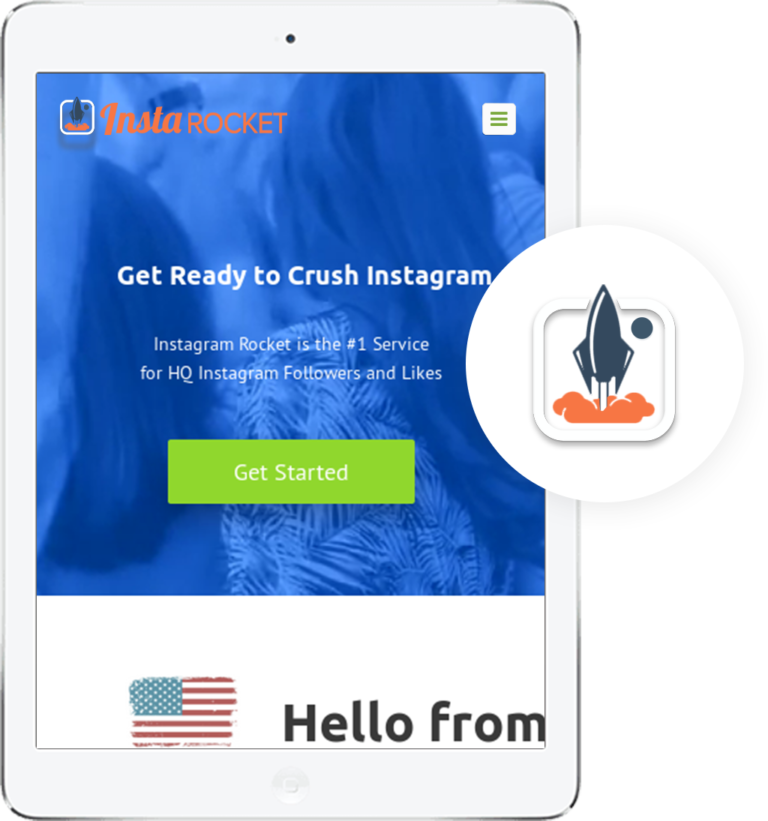 Insta ROCKET
Get Ready to Crush Instagram
Instagram Rocket is the #1 Service
for HQ Instagram Followers and Likes
Get Started
Hello from